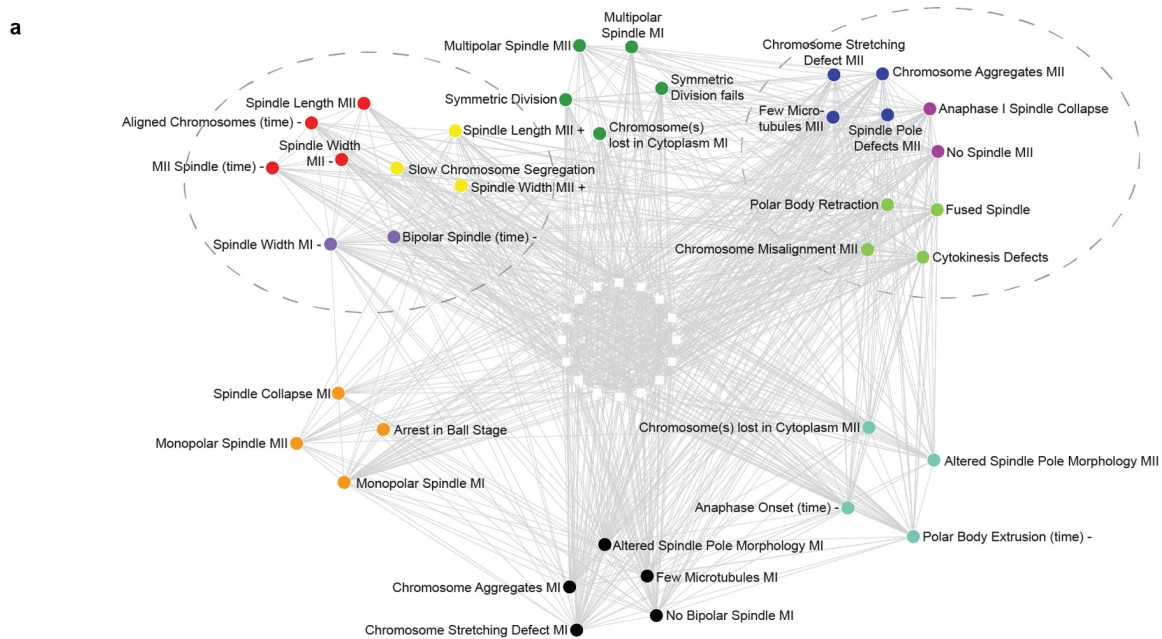 a
Multipolar
Spindle MI
Multipolar Spindle MII
Symmetric
Division fails
Symmetric Division
Chromosome(s)
lost in Cytoplasm MI
Chromosome Stretching
Defect MII
Chromosome Aggregates MII
Few Micro-
tubules MII
Spindle Pole
Defects MII
Anaphase I Spindle Collapse
No Spindle MII
Polar Body Retraction
Fused Spindle
Chromosome Misalignment MII
Cytokinesis Defects
Spindle Length MII
Aligned Chromosomes (time) -
Spindle Width
MII -
MII Spindle (time) -
Spindle Length MII +
Slow Chromosome Segregation
Spindle Width MII +
Spindle Width MI -
Bipolar Spindle (time) -
Spindle Collapse MI
Arrest in Ball Stage
Monopolar Spindle MII
Monopolar Spindle MI
Chromosome(s) lost in Cytoplasm MII
Altered Spindle Pole Morphology MII
Anaphase Onset (time) -
Polar Body Extrusion (time) -
Altered Spindle Pole Morphology MI
Few Microtubules MI
Chromosome Aggregates MI
No Bipolar Spindle MI
Chromosome Stretching Defect MI